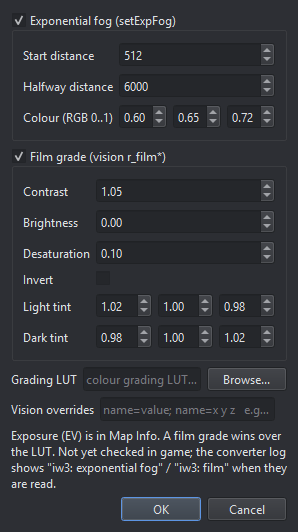 Exponential fog (setExpFog)
Start distance 512
Halfway distance 6000
Colour (RGB 0..1) 0.60 0.65 0.72
Film grade (vision r_film*)
Contrast 1.05
Brightness 0.00
Desaturation 0.10
Invert
Light tint 1.02 1.00 0.98
Dark tint 0.98 1.00 1.02
Grading LUT colour grading LUT... Browse...
Vision overrides name=value; name=x y z e.g...
Exposure (EV) is in Map Info. A film grade wins over
the LUT. Not yet checked in game; the converter log
shows "iw3: exponential fog" / "iw3: film" when they
are read.
OK Cancel